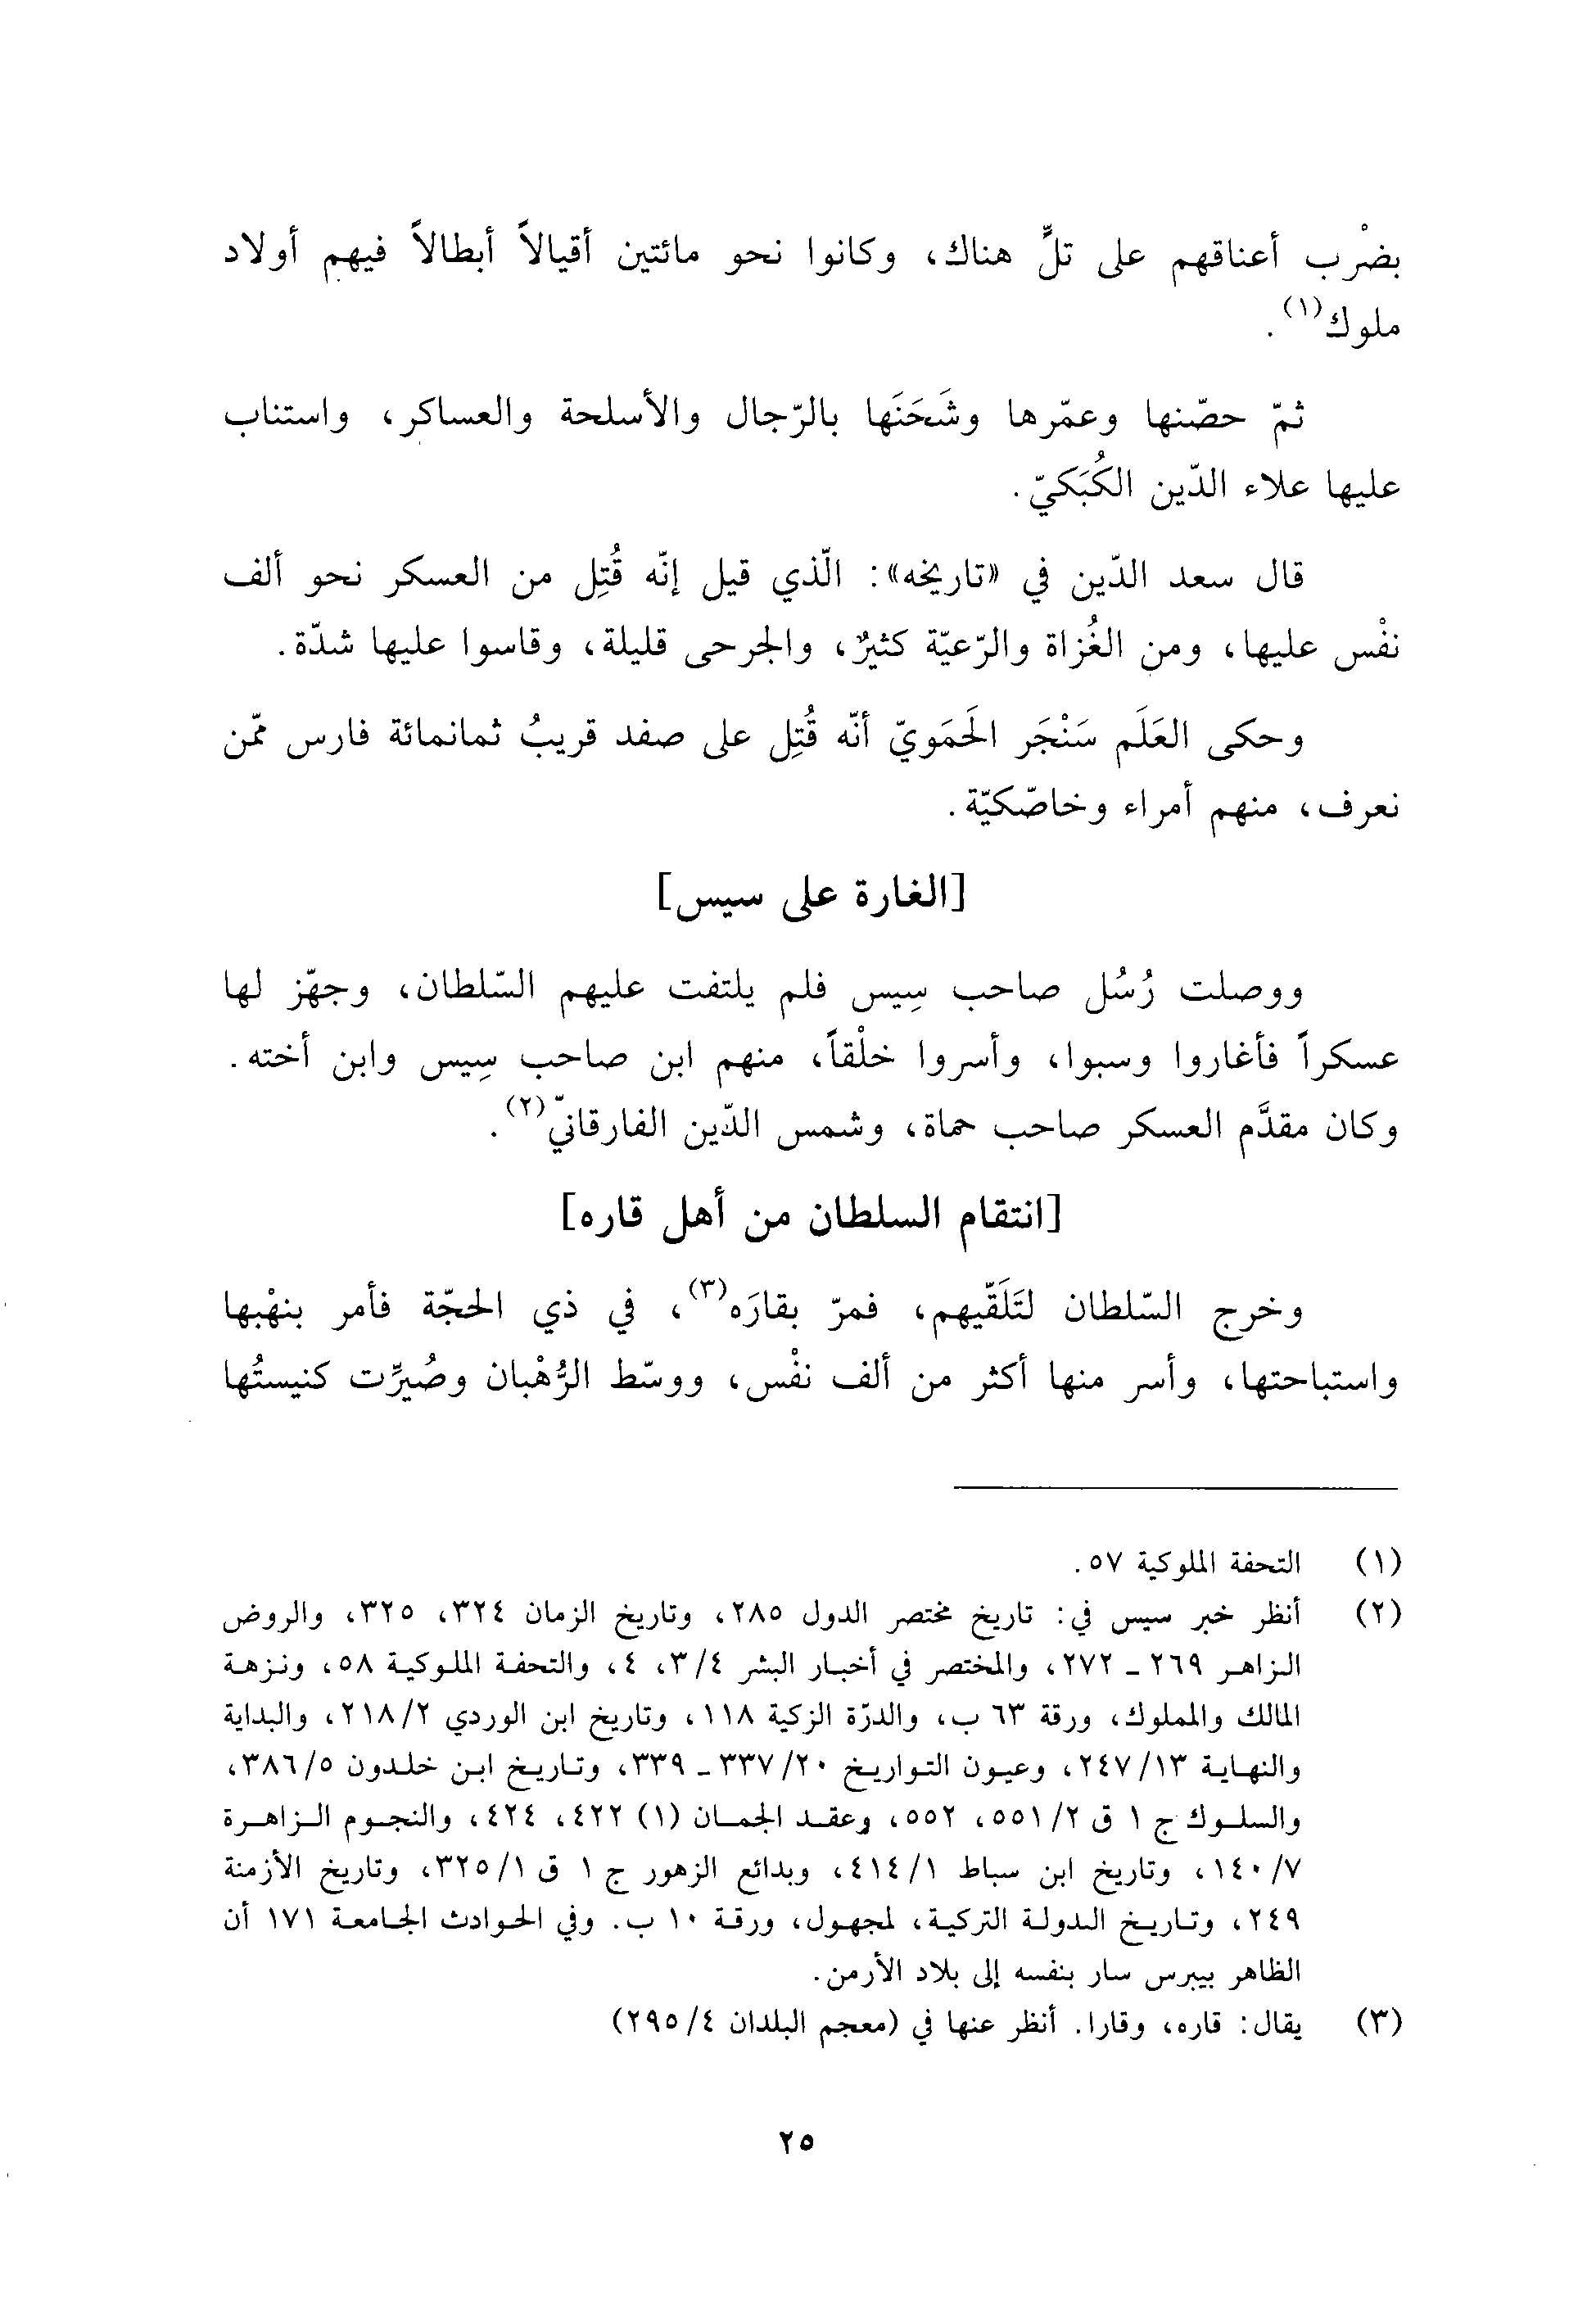 بضْرب أعناقهم على تلٍّ هناك، وكانوا نحو مائتين أقيالاً أبطالاً فيهم أولاد
ملوك(١).
ثمّ حصّنها وعمّرها وشَحَنَها بالرّجال والأسلحة والعساكر، واستناب
عليها علاء الدّين الكُبَكيّ.
قال سعد الدّين في «تاريخه»: الّذي قيل إنّه قُتِل من العسكر نحو ألف
نفْس عليها، ومن الغُزاة والرّعيّة كثيرٌ، والجرحى قليلة، وقاسوا عليها شدّة.
وحكى العَلَم سَنْجَر الحَمَويّ أنّه قُتِل على صفد قريبُ ثمانمائة فارس ممّن
نعرف، منهم أمراء وخاصّكيّة.
[الغارة على سيس]
ووصلت رُسُل صاحب سِيس فلم يلتفت عليهم السّلطان، وجهّز لها
عسكراً فأغاروا وسبوا، وأسروا خلْقاً، منهم ابن صاحب سِيس وابن أخته.
وكان مقدَّم العسكر صاحب حماة، وشمس الدّين الفارقانيّ(٢).
[انتقام السلطان من أهل قاره]
وخرج السّلطان لتَلَقّيهم، فمرّ بقارَه(٣)، في ذي الحجّة فأمر بنهْبها
واستباحتها، وأسر منها أكثر من ألف نفْس، ووسّط الرُّهْبان وصُيِّرت كنيستُها
(١) التحفة الملوكية ٥٧.
(٢) أنظر خبر سيس في: تاريخ مختصر الدول ٢٨٥، وتاريخ الزمان ٣٢٤، ٣٢٥، والروض
الزاهر ٢٦٩ ـ ٢٧٢، والمختصر في أخبار البشر ٣/٤، ٤، والتحفة الملوكية ٥٨، ونزهة
المالك والمملوك، ورقة ٦٣ ب، والدرّة الزكية ١١٨، وتاريخ ابن الوردي ٢١٨/٢، والبداية
والنهاية ٢٤٧/١٣، وعيون التواريخ ٣٣٧/٢٠ ـ ٣٣٩، وتاريخ ابن خلدون ٣٨٦/٥،
والسلوك ج ١ ق ٥٥١/٢، ٥٥٢، وعقد الجمان (١) ٤٢٢، ٤٢٤، والنجوم الزاهرة
١٤٠/٧، وتاريخ ابن سباط ٤١٤/١، وبدائع الزهور ج ١ ق ٣٢٥/١، وتاريخ الأزمنة
٢٤٩، وتاريخ الدولة التركية، لمجهول، ورقة ١٠ ب. وفي الحوادث الجامعة ١٧١ أن
الظاهر بيبرس سار بنفسه إلى بلاد الأرمن.
(٣) يقال: قاره، وقارا. أنظر عنها في (معجم البلدان ٢٩٥/٤)
٢٥